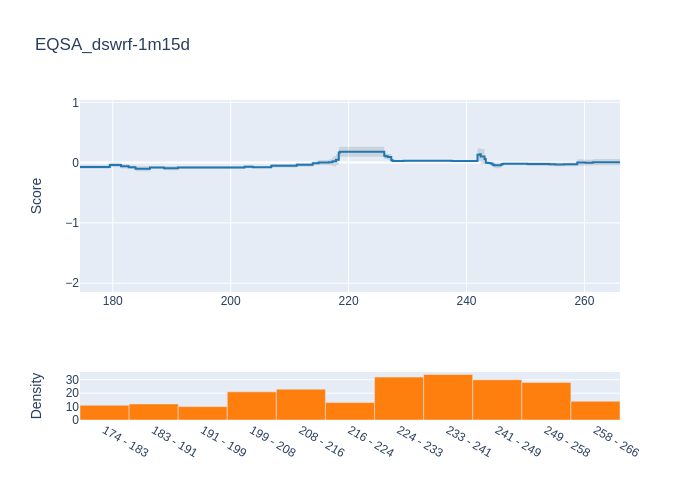 EQSA_dswrf-1m15d
1
0
−1
−2
Score
180
200
220
240
260
30
20
10
0
Density
174 - 183
183 - 191
191 - 199
199 - 208
208 - 216
216 - 224
224 - 233
233 - 241
241 - 249
249 - 258
258 - 266